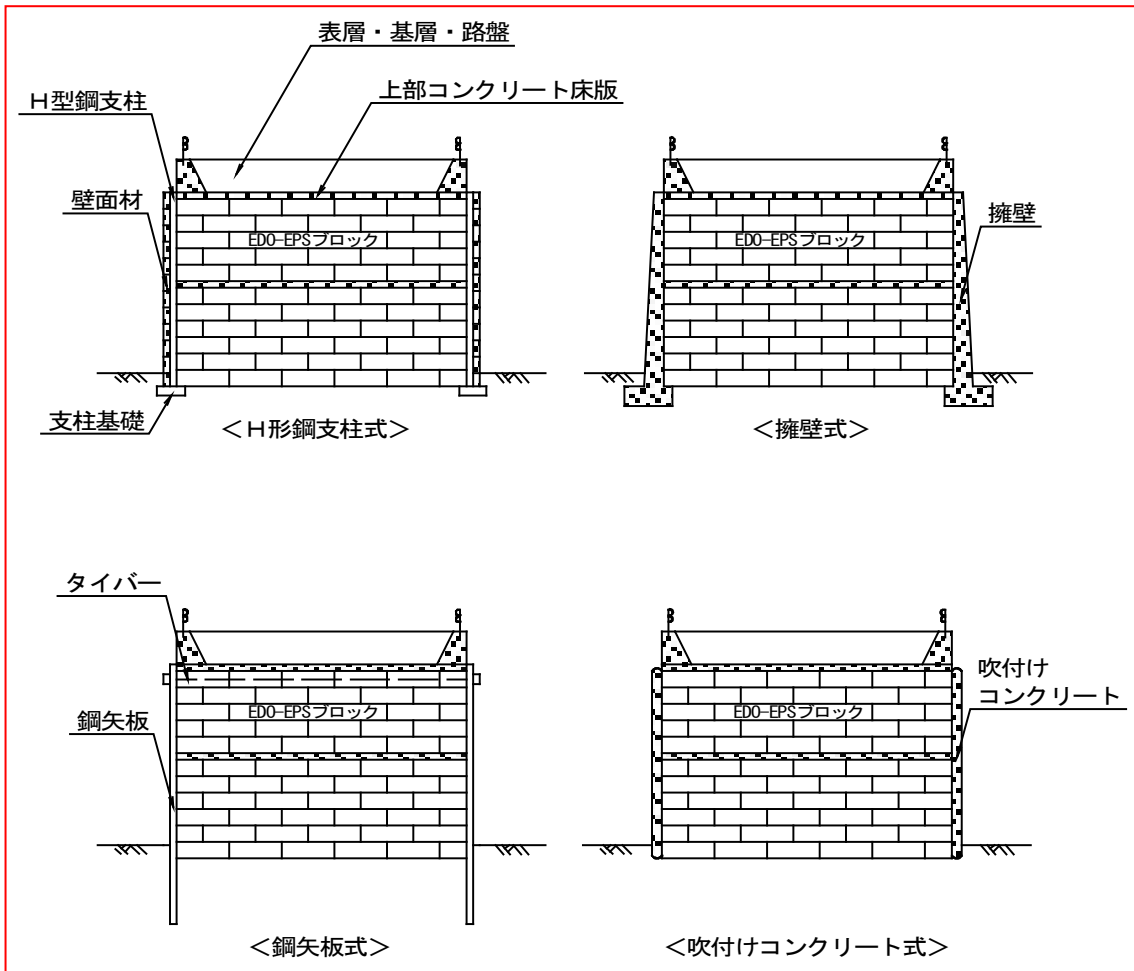 表層・基層・路盤
上部コンクリート床版
H型鋼支柱
壁面材
EDO-EPSブロック
支柱基礎
＜H形鋼支柱式＞
擁壁
EDO-EPSブロック
＜擁壁式＞
タイバー
鋼矢板
EDO-EPSブロック
＜鋼矢板式＞
吹付け
コンクリート
EDO-EPSブロック
＜吹付けコンクリート式＞